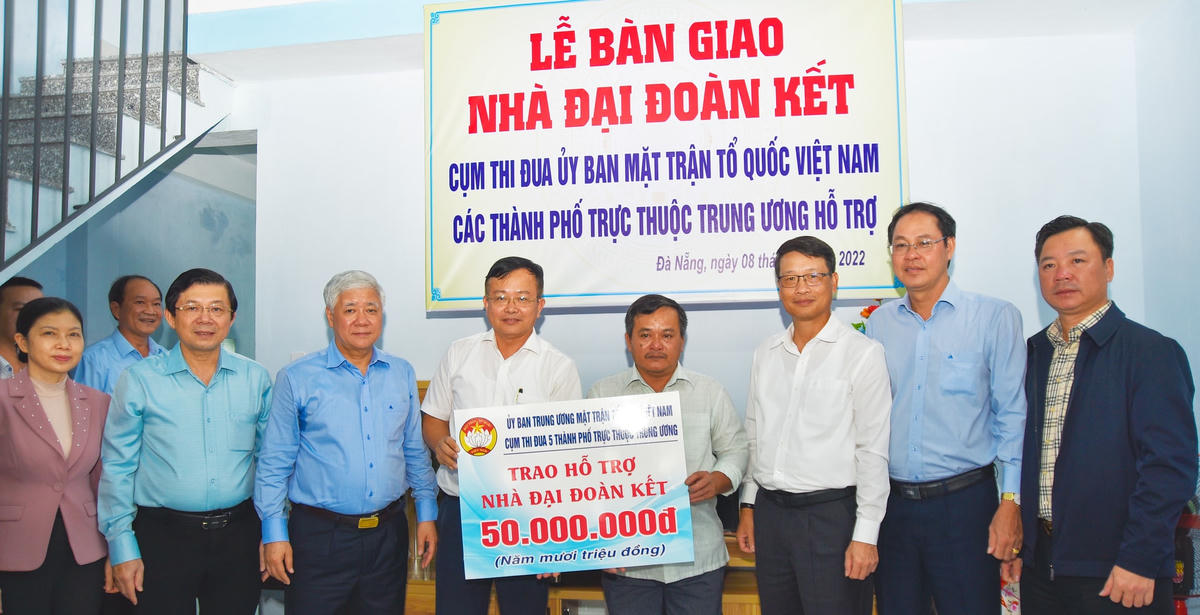 LỄ BÀN GIAO
NHÀ ĐẠI ĐOÀN KẾT
CỤM THI ĐUA ỦY BAN MẶT TRẬN TỔ QUỐC VIỆT NAM
CÁC THÀNH PHỐ TRỰC THUỘC TRUNG ƯƠNG HỖ TRỢ
Đà Nẵng, ngày 08 2022
ỦY BAN TRUNG ƯƠNG MẶT TRẬN TỔ VIỆT NAM
CỤM THI ĐUA 5 THÀNH PHỐ TRỰC THUỘC TRUNG ƯƠNG
TRAO HỖ TRỢ
NHÀ ĐẠI ĐOÀN KẾT
50.000.000đ
(Năm mươi triệu đồng)